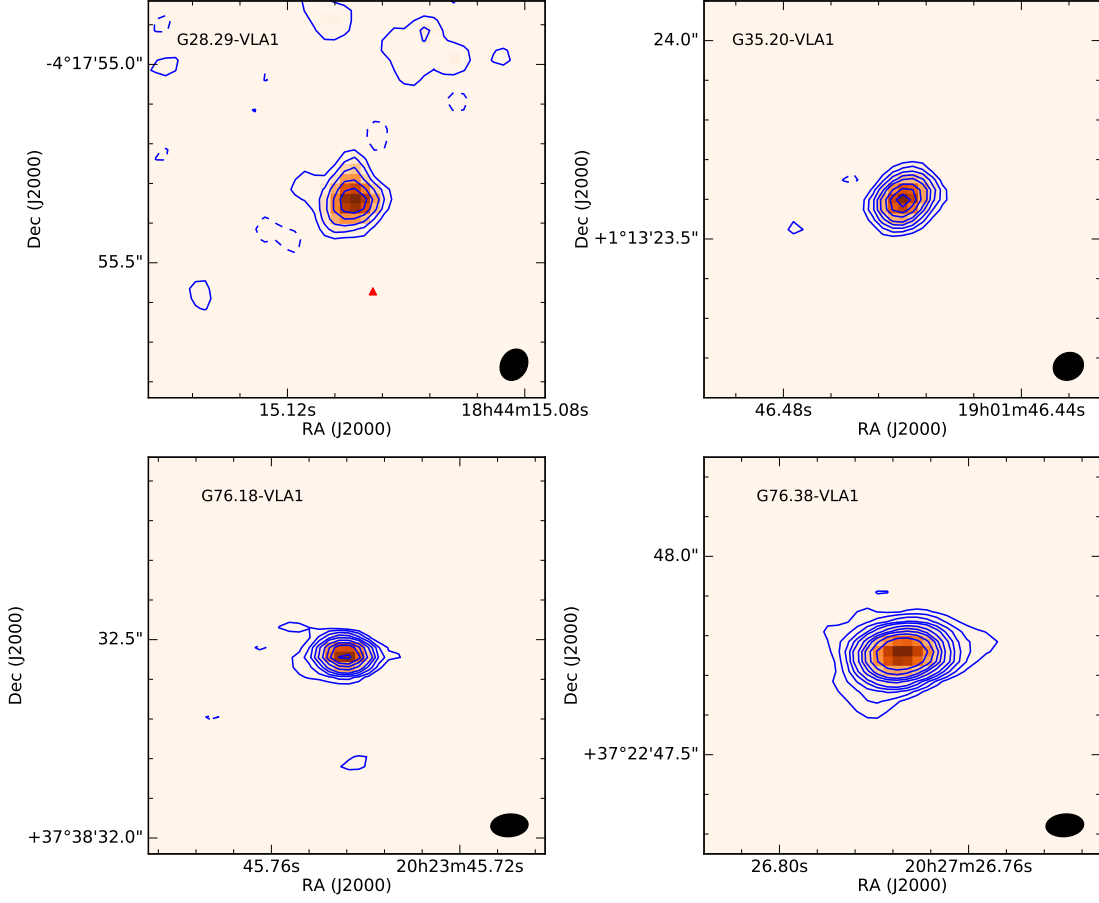 G28.29-VLA1
-4°17'55.0"
55.5"
Dec (J2000)
15.12s
18h44m15.08s
RA (J2000)
G35.20-VLA1
24.0"
+1°13'23.5"
Dec (J2000)
46.48s
19h01m46.44s
RA (J2000)
G76.18-VLA1
32.5"
+37°38'32.0"
Dec (J2000)
45.76s
20h23m45.72s
RA (J2000)
G76.38-VLA1
48.0"
+37°22'47.5"
Dec (J2000)
26.80s
20h27m26.76s
RA (J2000)